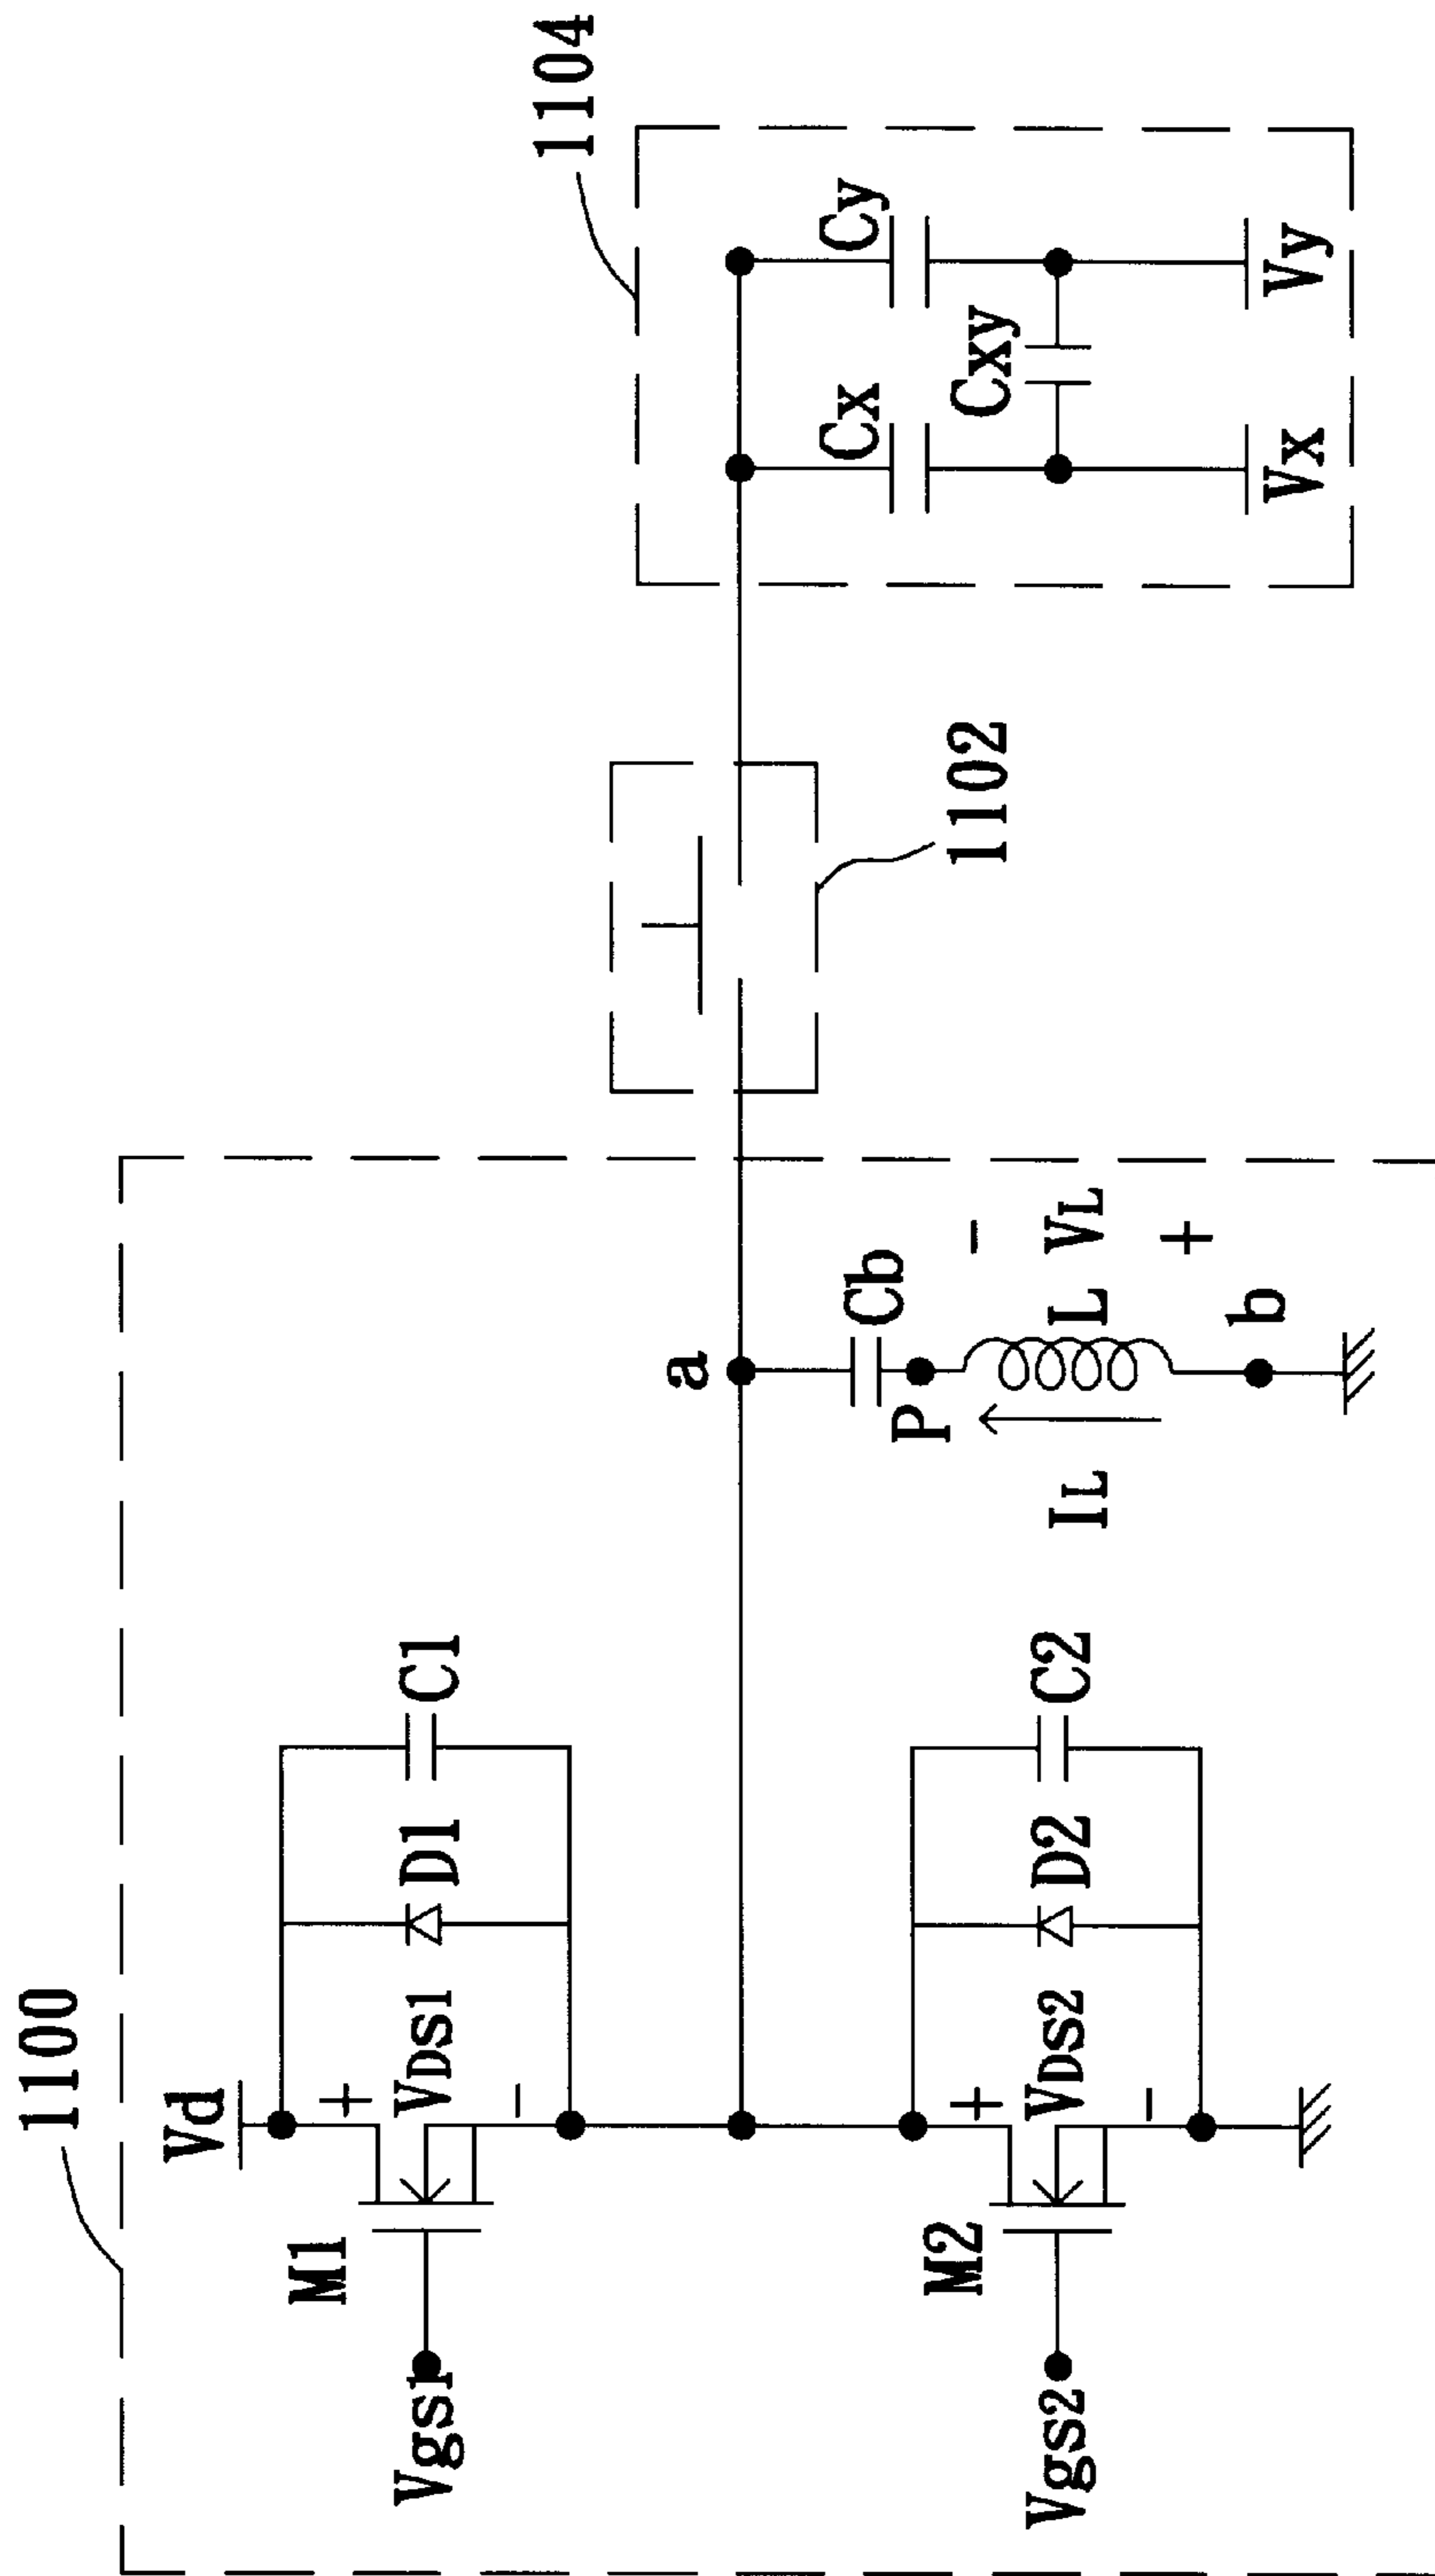 1100
Vd
M1
Vgs1
VDS1
+
-
D1
C1
M2
Vgs2
+
VDS2
-
D2
C2
a
Cb
P
IL
L
-
VL
+
b
1102
1104
Cx
Cy
Cxy
Vx
Vy